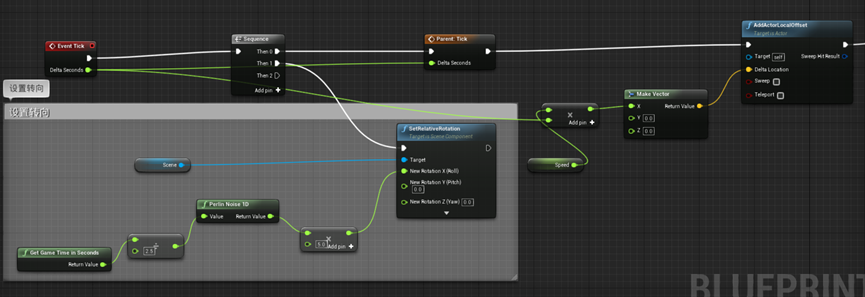 AddActorLocalOffset
Target is Actor
Event Tick
Sequence
Parent: Tick
Then 0
Delta Seconds
Then 1
Delta Seconds
Target self
Sweep Hit Result
Then 2
Delta Location
Add pin +
Sweep
设置转向
Make Vector
Teleport
设置转向
X
Return Value
Add pin +
Y 0.0
SetRelativeRotation
Target is Scene Component
Z 0.0
Scene
Target
Speed
New Rotation X (Roll)
New Rotation Y (Pitch)
0.0
Perlin Noise 1D
New Rotation Z (Yaw) 0.0
Value
Return Value
5.0
Add pin +
2.5
Get Game Time in Seconds
Return Value
BLUEPRINT